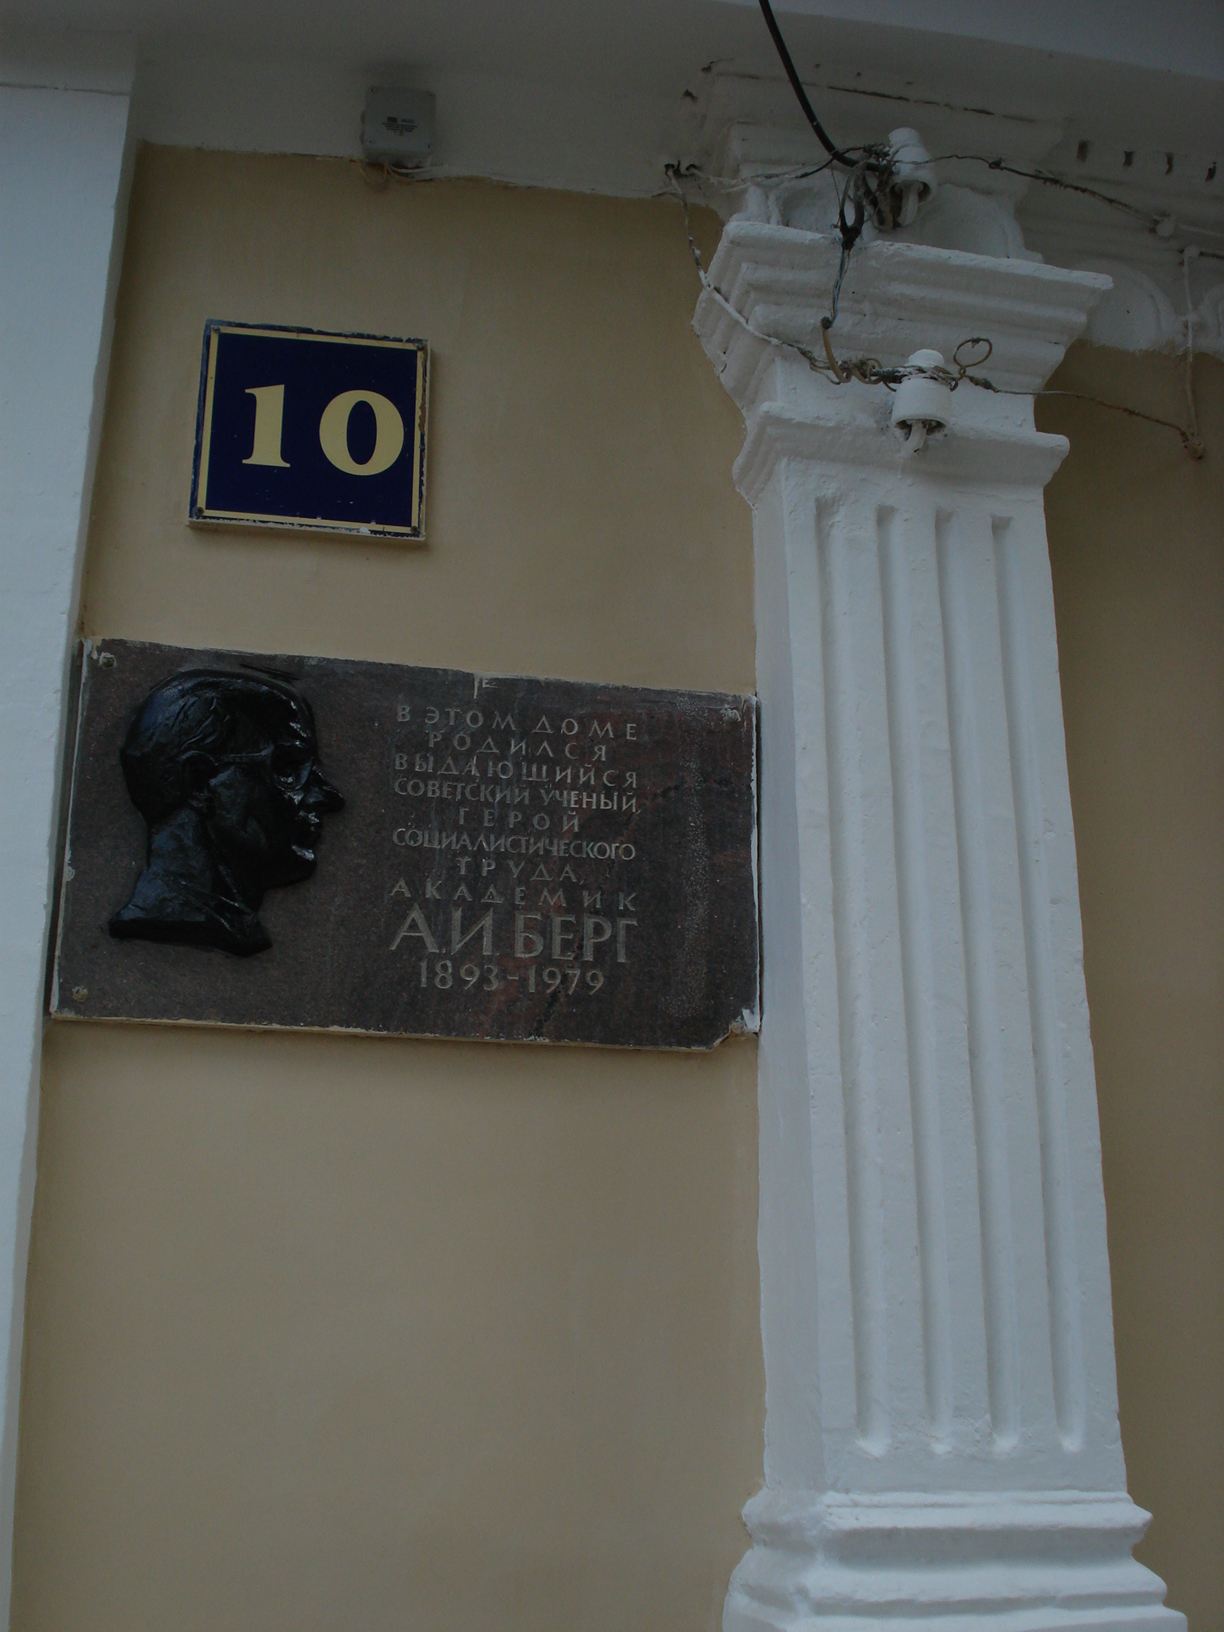 10
В ЭТОМ ДОМЕ
РОДИЛСЯ
ВЫДАЮЩИЙСЯ
СОВЕТСКИЙ УЧЕНЫЙ,
ГЕРОЙ
СОЦИАЛИСТИЧЕСКОГО
ТРУДА,
АКАДЕМИК
А.И БЕРГ
1893-1979